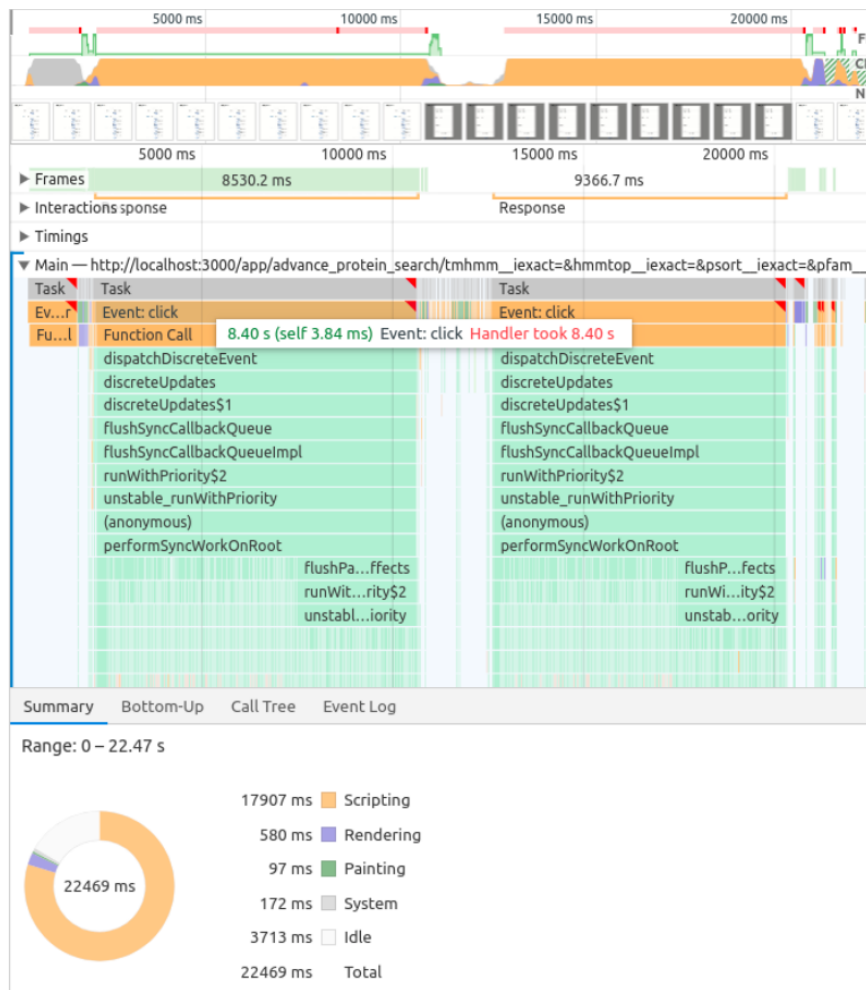 5000 ms 10000 ms 15000 ms 20000 ms
F
N
5000 ms 10000 ms 15000 ms 20000 ms
▶ Frames 8530.2 ms 9366.7 ms
▶ Interactions sponse Response
▶ Timings
▼ Main — http://localhost:3000/app/advance_protein_search/tmhmm__iexact=&hmmtop__iexact=&psort__iexact=&pfam_
Task Task Task
Ev…r Event: click Event: click
Fu…l Function Call
8.40 s (self 3.84 ms) Event: click Handler took 8.40 s
dispatchDiscreteEvent dispatchDiscreteEvent
discreteUpdates discreteUpdates
discreteUpdates$1 discreteUpdates$1
flushSyncCallbackQueue flushSyncCallbackQueue
flushSyncCallbackQueueImpl flushSyncCallbackQueueImpl
runWithPriority$2 runWithPriority$2
unstable_runWithPriority unstable_runWithPriority
(anonymous) (anonymous)
performSyncWorkOnRoot performSyncWorkOnRoot
flushPa…ffects flushP…fects
runWit…rity$2 runWi…ity$2
unstabl…iority unstab…ority
Summary Bottom-Up Call Tree Event Log
Range: 0 – 22.47 s
17907 ms Scripting
580 ms Rendering
97 ms Painting
22469 ms
172 ms System
3713 ms Idle
22469 ms Total